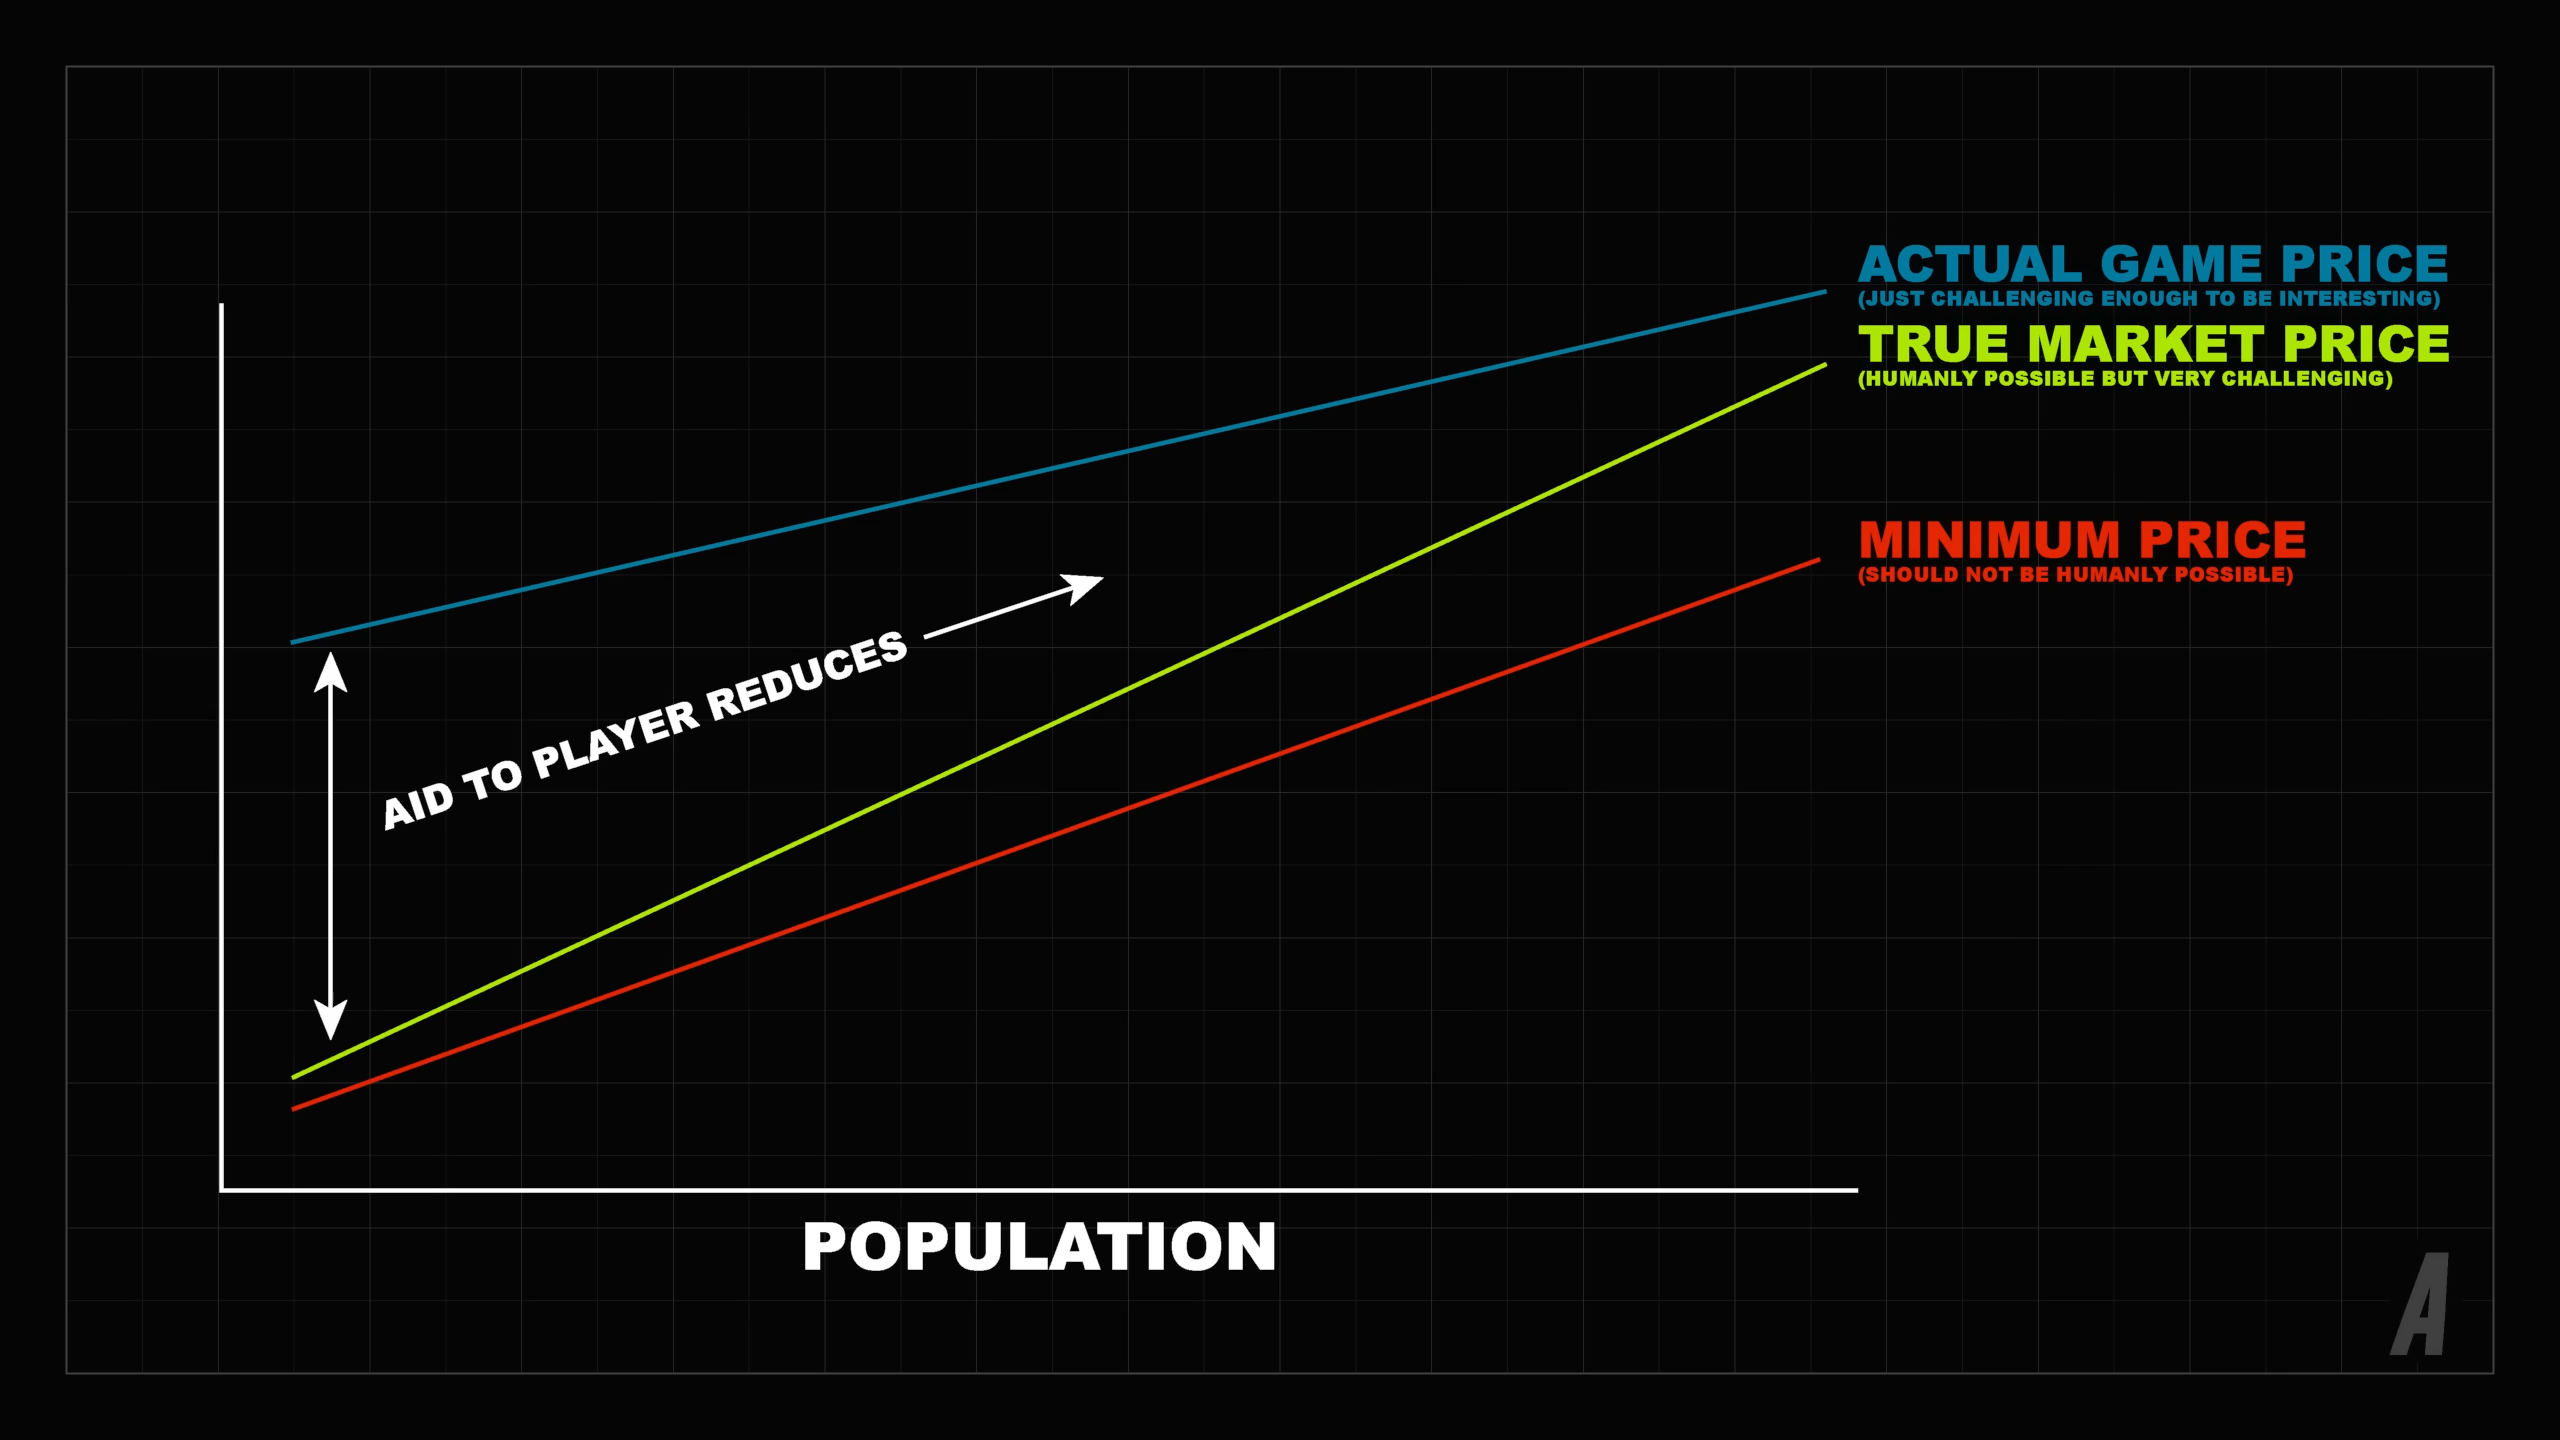 ACTUAL GAME PRICE
(JUST CHALLENGING ENOUGH TO BE INTERESTING)
TRUE MARKET PRICE
(HUMANLY POSSIBLE BUT VERY CHALLENGING)
MINIMUM PRICE
(SHOULD NOT BE HUMANLY POSSIBLE)
AID TO PLAYER REDUCES
POPULATION
A